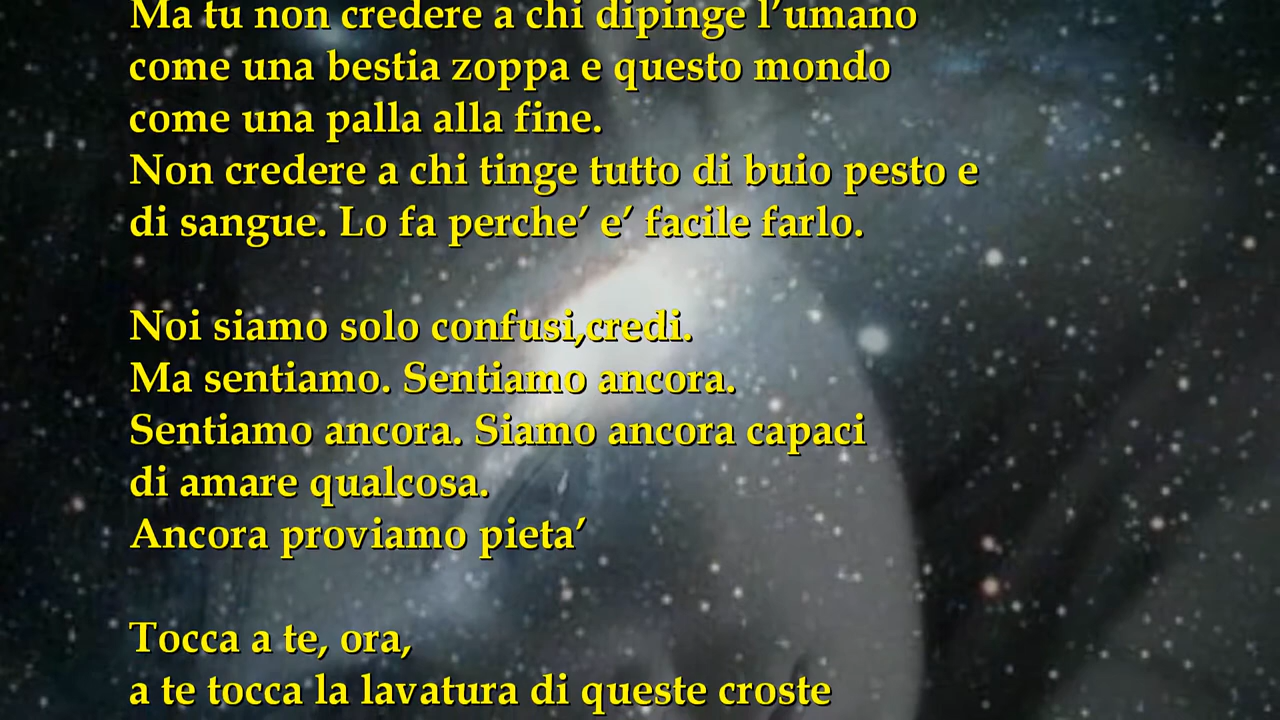 Ma tu non credere a chi dipinge l’umano
come una bestia zoppa e questo mondo
come una palla alla fine.
Non credere a chi tinge tutto di buio pesto e
di sangue. Lo fa perche’ e’ facile farlo.
Noi siamo solo confusi,credi.
Ma sentiamo. Sentiamo ancora.
Sentiamo ancora. Siamo ancora capaci
di amare qualcosa.
Ancora proviamo pieta’
Tocca a te, ora,
a te tocca la lavatura di queste croste